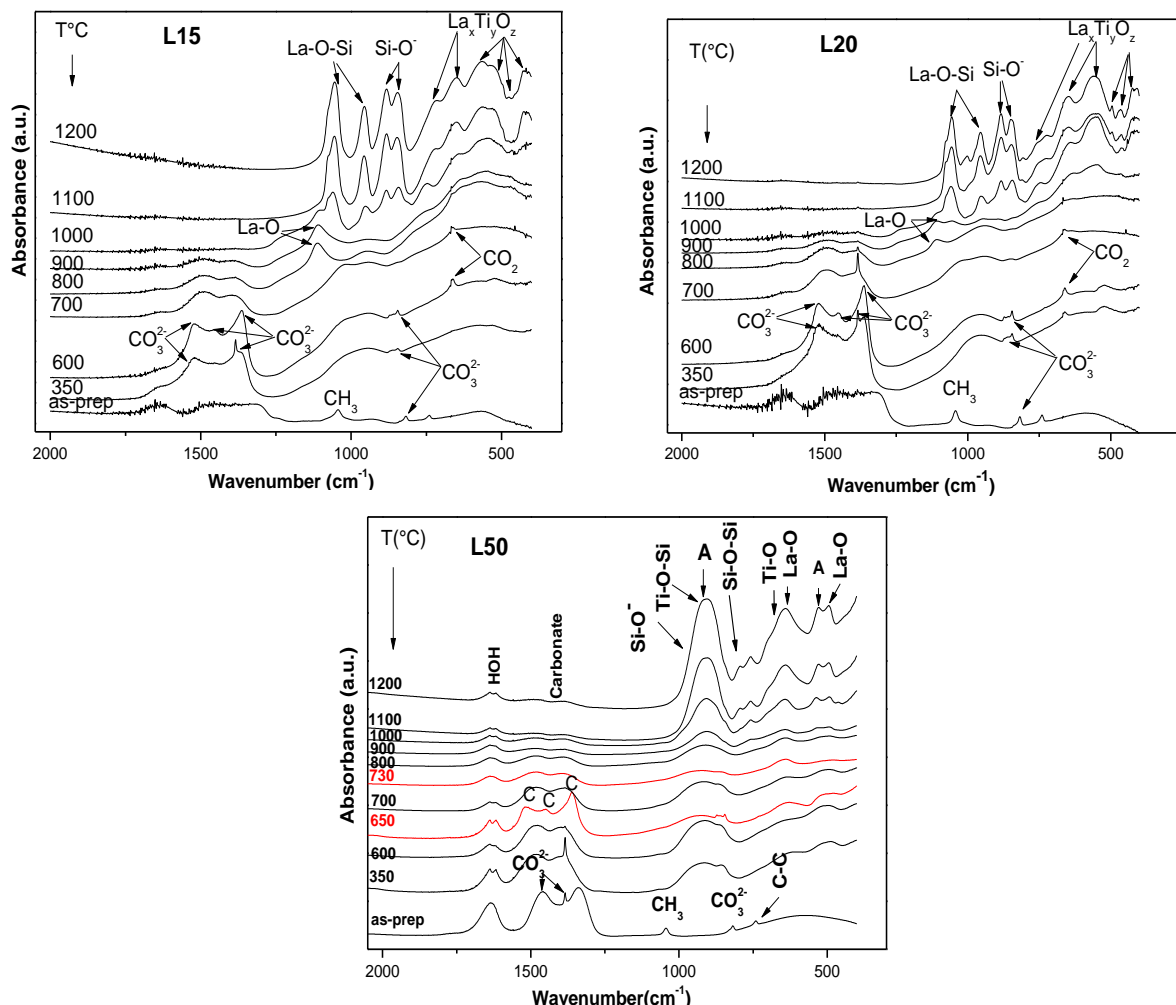 T°C
L15
La-O-Si
Si-O⁻
LaₓTiᵧO_z
1200
1100
1000
900
800
700
600
350
as-prep
La-O
CO₂
CO₃²⁻
CO₃²⁻
CO₃²⁻
CH₃
Absorbance (a.u.)
2000 1500 1000 500
Wavenumber (cm⁻¹)
T(°C)
L20
La-O-Si
Si-O⁻
LaₓTiᵧO_z
1200
1100
1000
900
800
700
600
350
as-prep
La-O
CO₂
CO₃²⁻
CO₃²⁻
CO₃²⁻
CH₃
Absorbance (a.u.)
2000 1500 1000 500
Wavenumber (cm⁻¹)
T(°C)
L50
HOH
Carbonate
Si-O⁻
Ti-O-Si
A
Si-O-Si
Ti-O
La-O
A
La-O
1200
1100
1000
900
800
730
700
650
600
350
as-prep
C
C
C
CO₃²⁻
CH₃
CO₃²⁻
C-C
Absorbance (a.u.)
2000 1500 1000 500
Wavenumber(cm⁻¹)